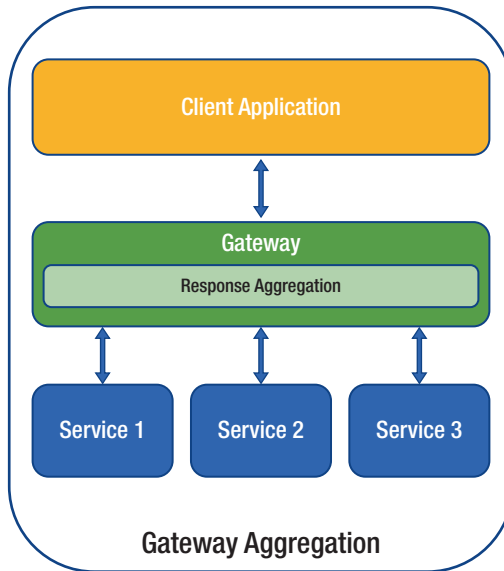 Client Application
Gateway
Response Aggregation
Service 1
Service 2
Service 3
Gateway Aggregation